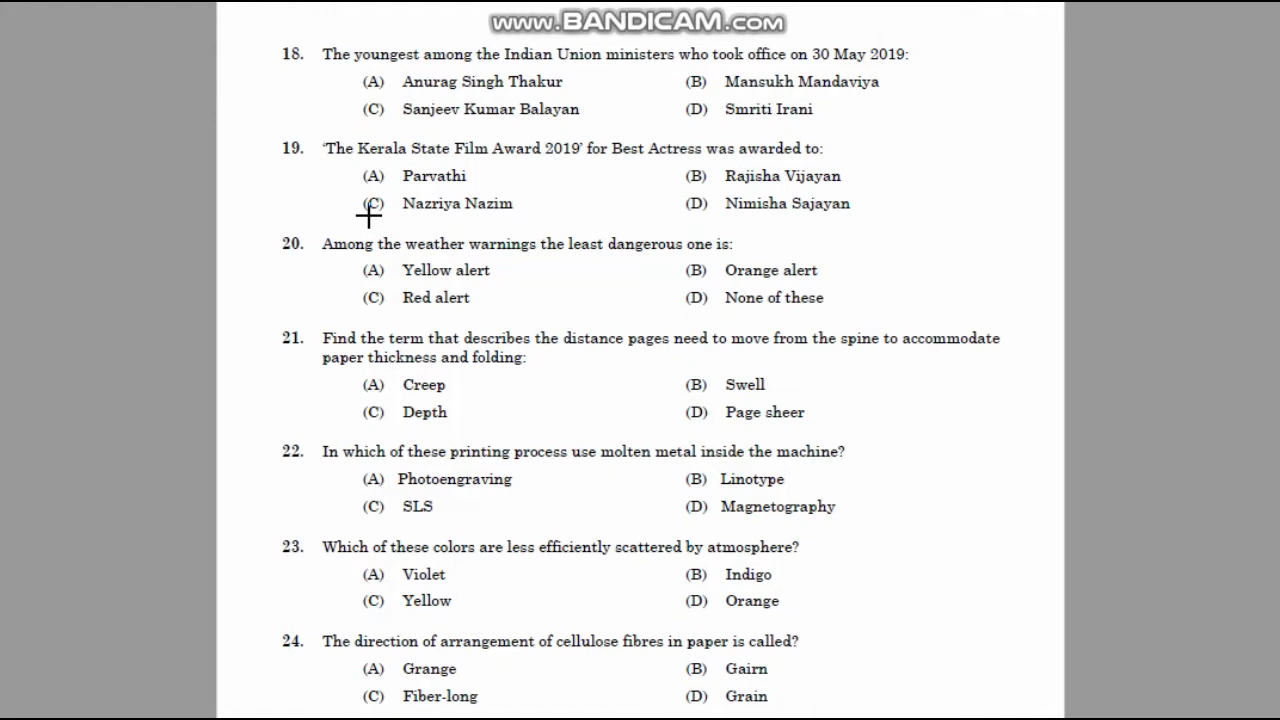 www.BANDICAM.com
18. The youngest among the Indian Union ministers who took office on 30 May 2019:
(A) Anurag Singh Thakur (B) Mansukh Mandaviya
(C) Sanjeev Kumar Balayan (D) Smriti Irani
19. ‘The Kerala State Film Award 2019’ for Best Actress was awarded to:
(A) Parvathi (B) Rajisha Vijayan
(C) Nazriya Nazim (D) Nimisha Sajayan
20. Among the weather warnings the least dangerous one is:
(A) Yellow alert (B) Orange alert
(C) Red alert (D) None of these
21. Find the term that describes the distance pages need to move from the spine to accommodate
paper thickness and folding:
(A) Creep (B) Swell
(C) Depth (D) Page sheer
22. In which of these printing process use molten metal inside the machine?
(A) Photoengraving (B) Linotype
(C) SLS (D) Magnetography
23. Which of these colors are less efficiently scattered by atmosphere?
(A) Violet (B) Indigo
(C) Yellow (D) Orange
24. The direction of arrangement of cellulose fibres in paper is called?
(A) Grange (B) Gairn
(C) Fiber-long (D) Grain